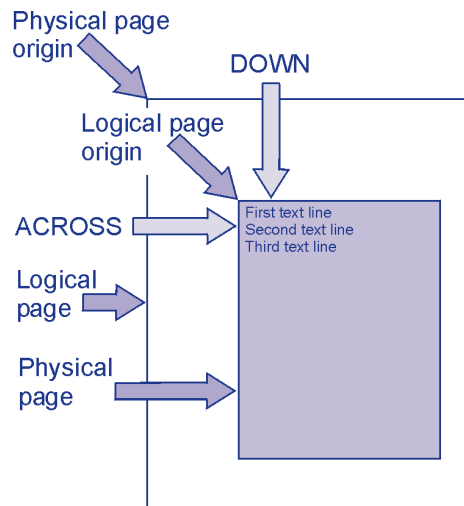 Physical page
origin
DOWN
Logical page
origin
First text line
Second text line
Third text line
ACROSS
Logical
page
Physical
page